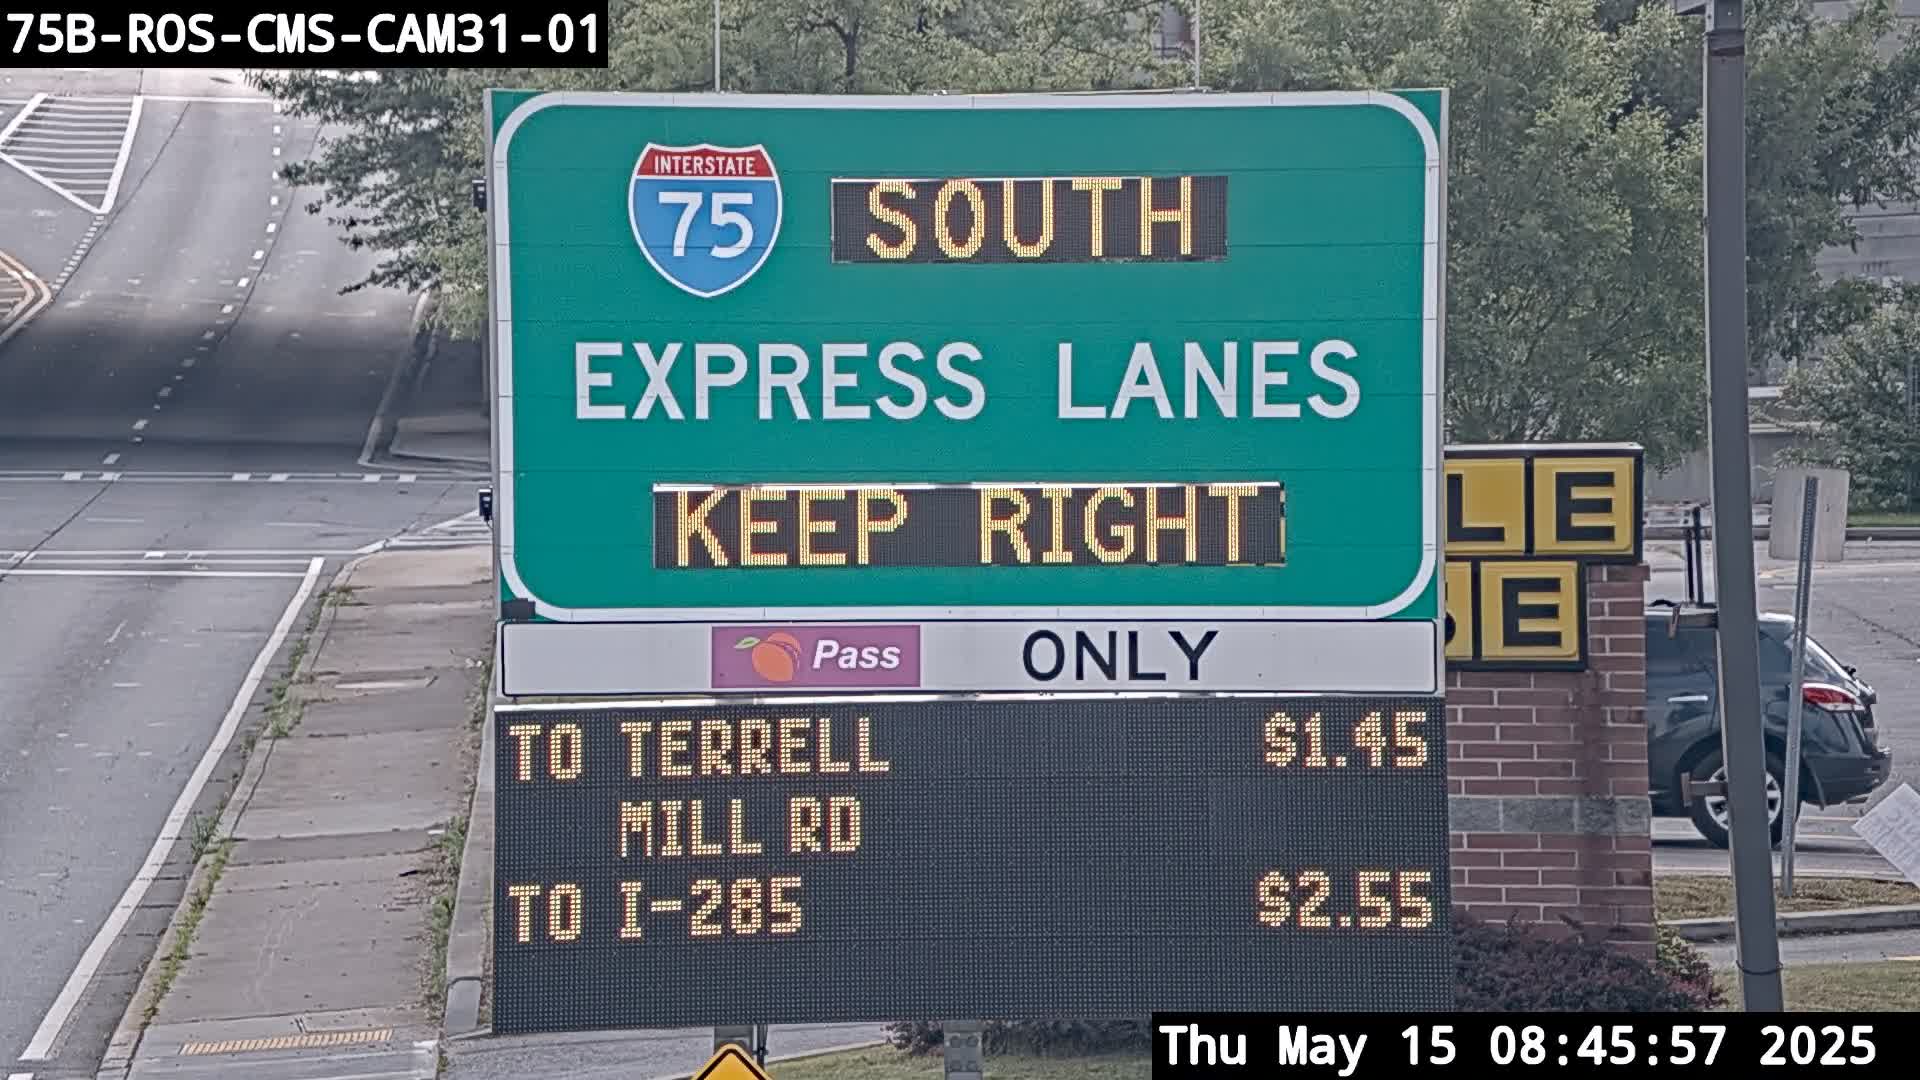 75B-ROS-CMS-CAM31-01
INTERSTATE
75
SOUTH
EXPRESS LANES
KEEP RIGHT
Pass ONLY
TO TERRELL $1.45
MILL RD
TO I-285 $2.55
LE
E
Thu May 15 08:45:57 2025